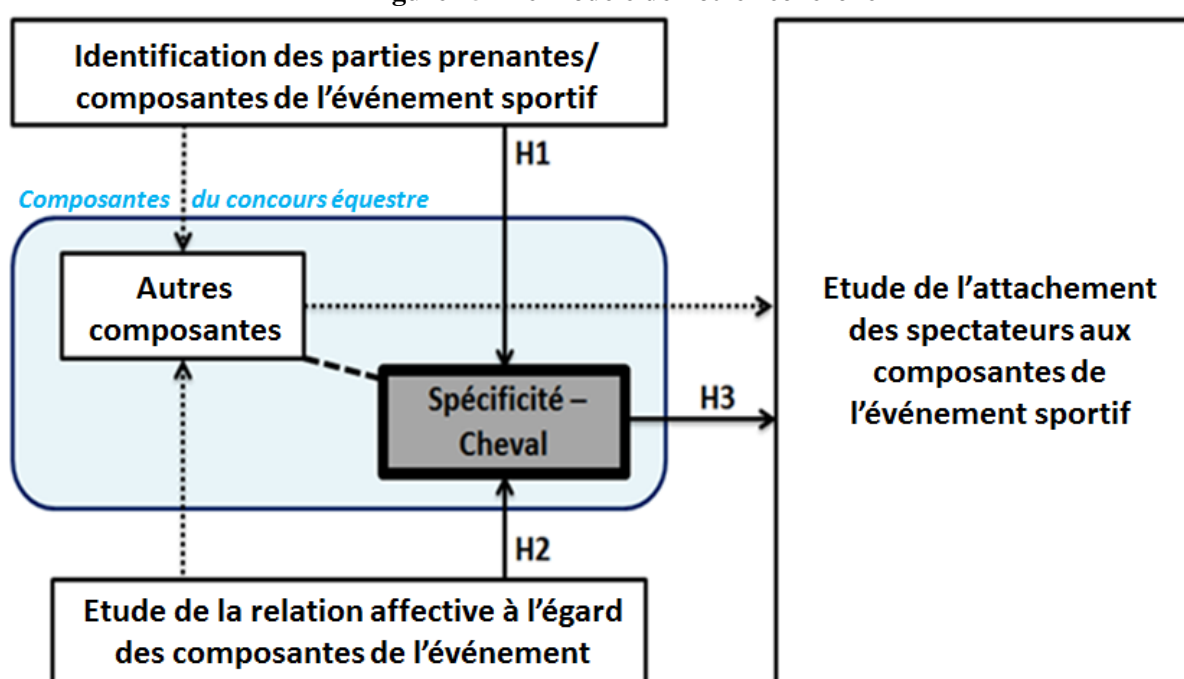 Identification des parties prenantes/
composantes de l’événement sportif
H1
Composantes du concours équestre
Autres
composantes
Spécificité –
Cheval
H3
H2
Etude de l’attachement
des spectateurs aux
composantes de
l’événement sportif
Etude de la relation affective à l’égard
des composantes de l’événement